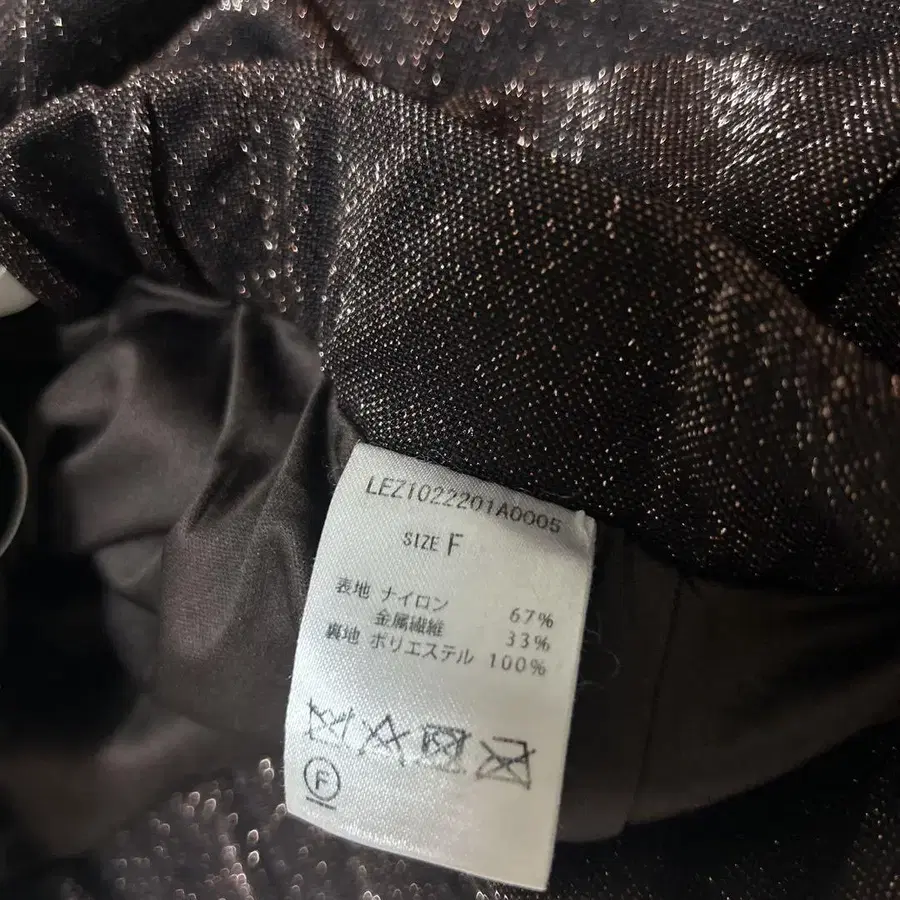 LEZ1022201A0005
SIZE F
表地 ナイロン 67%
金属繊維 33%
裏地 ポリエステル 100%
F